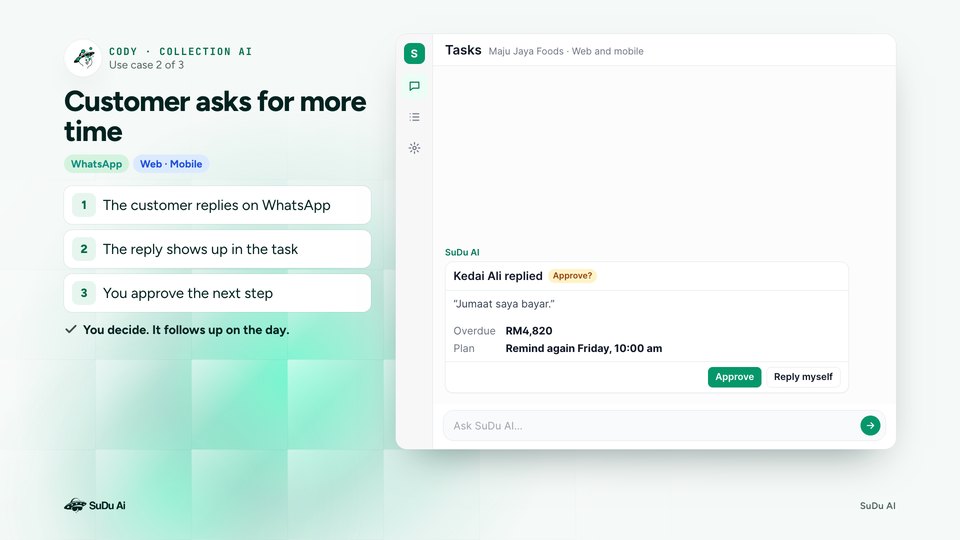 CODY · COLLECTION AI
Use case 2 of 3
Customer asks for more
time
WhatsApp
Web · Mobile
1 The customer replies on WhatsApp
2 The reply shows up in the task
3 You approve the next step
You decide. It follows up on the day.
SuDu Ai
S
Tasks Maju Jaya Foods · Web and mobile
SuDu AI
Kedai Ali replied Approve?
“Jumaat saya bayar.”
Overdue RM4,820
Plan Remind again Friday, 10:00 am
Approve Reply myself
Ask SuDu AI...
SuDu AI